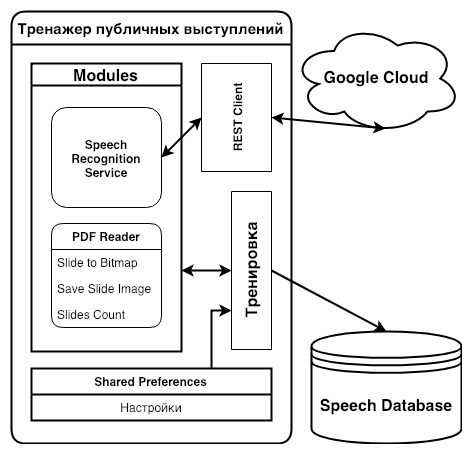 Тренажер публичных выступлений
Modules
Speech
Recognition
Service
PDF Reader
Slide to Bitmap
Save Slide Image
Slides Count
REST Client
Тренировка
Shared Preferences
Настройки
Google Cloud
Speech Database